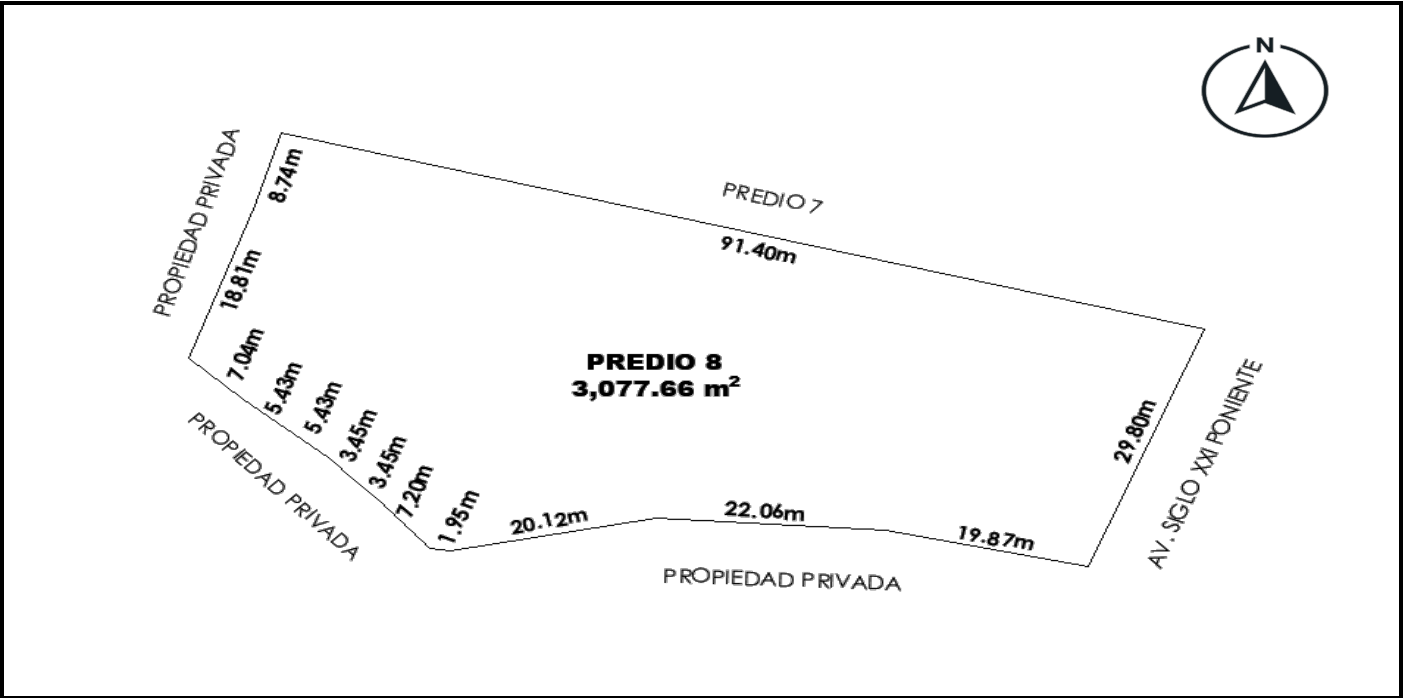 N
PROPIEDAD PRIVADA
8.74m
PREDIO 7
91.40m
18.81m
7.04m
5.43m
5.43m
3.45m
3.45m
7.20m
1.95m
PROPIEDAD PRIVADA
PREDIO 8
3,077.66 m²
20.12m
22.06m
19.87m
PROPIEDAD PRIVADA
29.80m
AV. SIGLO XXI PONIENTE